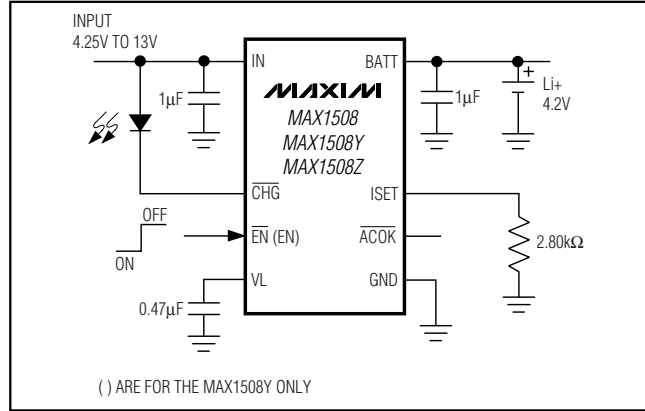 INPUT
4.25V TO 13V
IN
BATT
1µF
MAXIM
MAX1508
MAX1508Y
MAX1508Z
1µF
+
Li+
4.2V
CHG
ISET
OFF
ON
EN (EN)
ACOK
2.80kΩ
VL
GND
0.47µF
( ) ARE FOR THE MAX1508Y ONLY